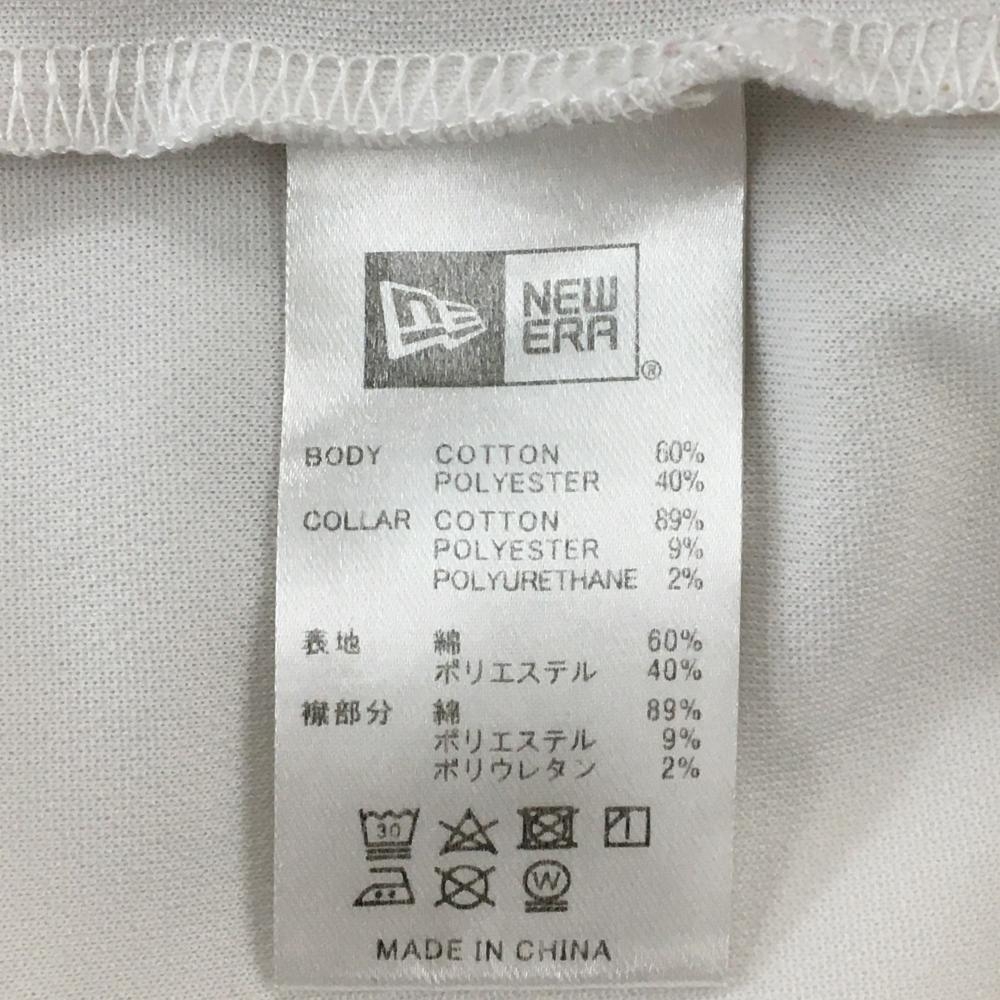 NEW
ERA
®
BODY COTTON 60%
POLYESTER 40%
COLLAR COTTON 89%
POLYESTER 9%
POLYURETHANE 2%
表地 綿 60%
ポリエステル 40%
襟部分 綿 89%
ポリエステル 9%
ポリウレタン 2%
30
W
MADE IN CHINA